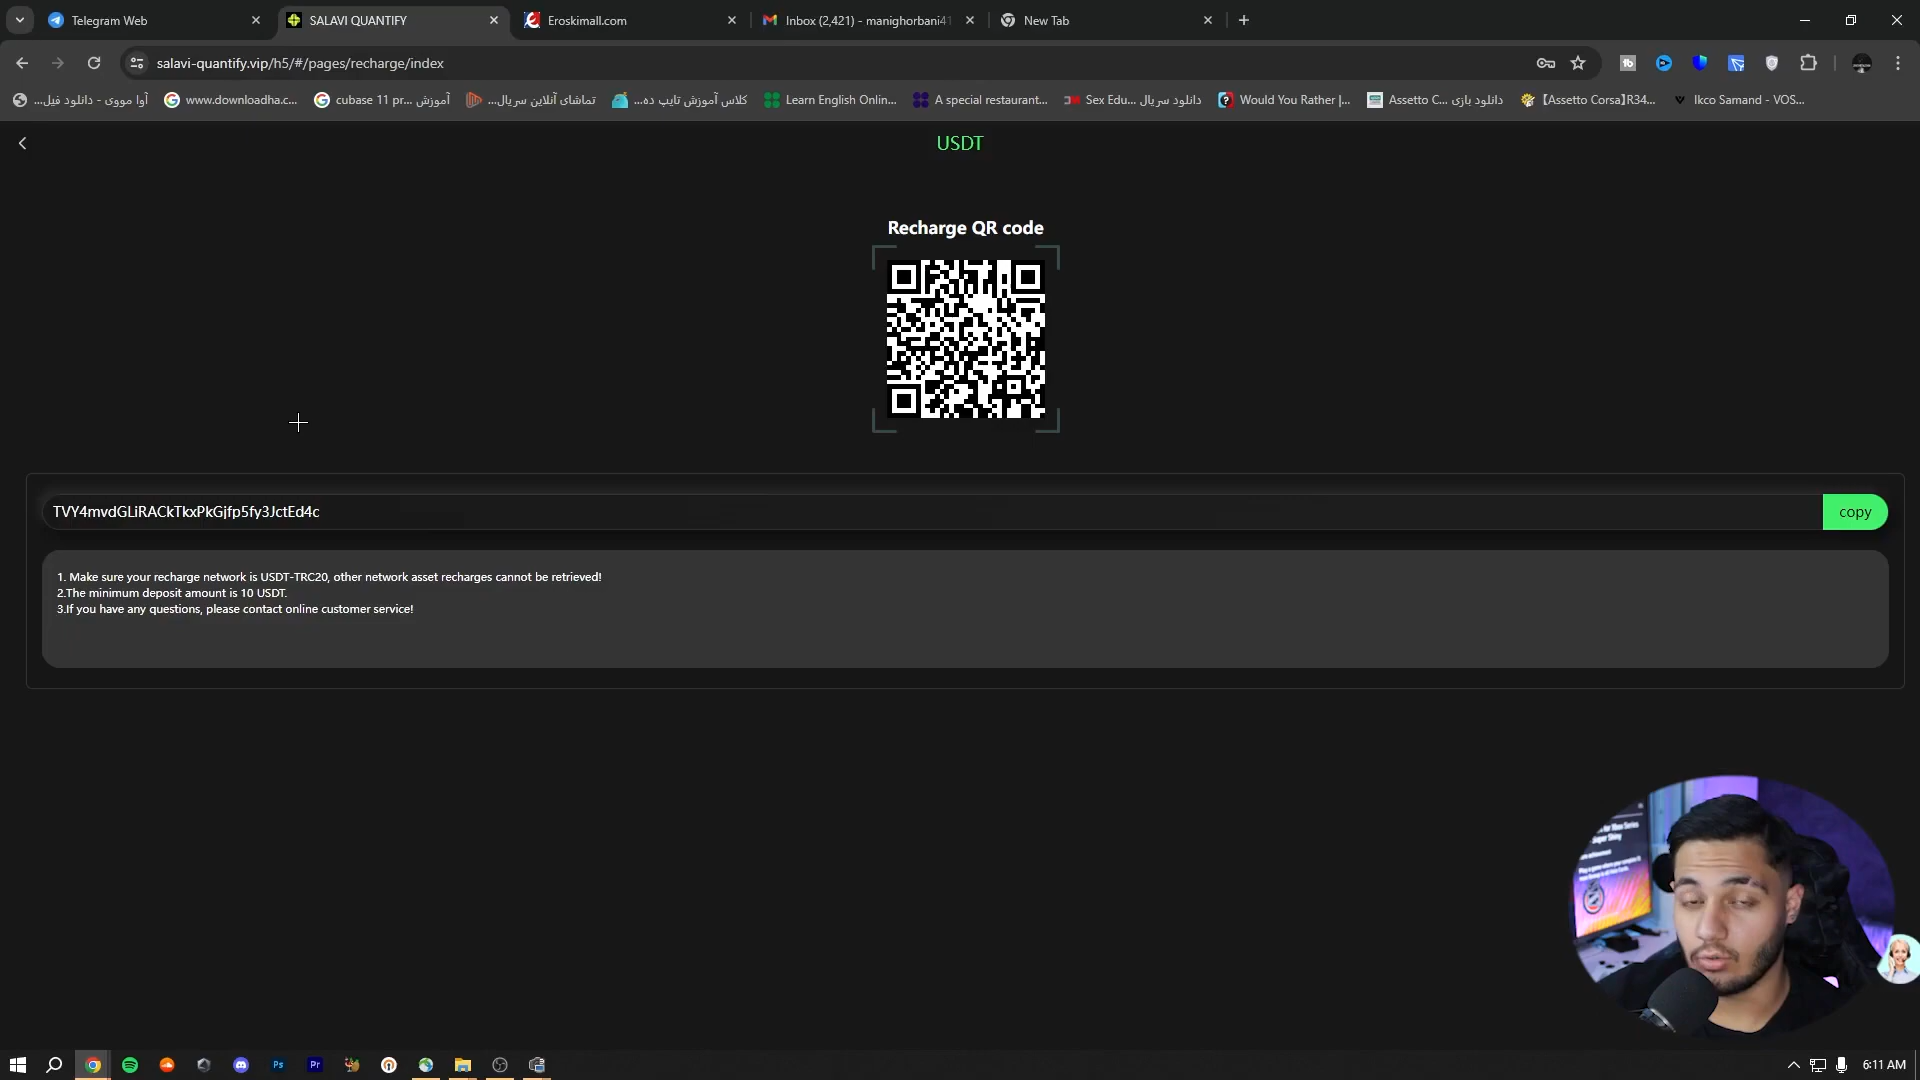 Telegram Web
SALAVI QUANTIFY
Eroskimall.com
Inbox (2,421) - manighorbani41
New Tab
salavi-quantify.vip/h5/#/pages/recharge/index
آوا مووی - دانلود فیل...
www.downloadha.c...
آموزش cubase 11 pr...
تماشای آنلاین سریال...
کلاس آموزش تایپ ده...
Learn English Onlin...
A special restaurant...
دانلود سریال Sex Edu...
Would You Rather |...
دانلود بازی Assetto C...
【Assetto Corsa】R34...
Ikco Samand - VOS...
USDT
Recharge QR code
TVY4mvdGLiRACkTkxPkGjfp5fy3JctEd4c
copy
1. Make sure your recharge network is USDT-TRC20, other network asset recharges cannot be retrieved!
2.The minimum deposit amount is 10 USDT.
3.If you have any questions, please contact online customer service!
Ps
Pr
6:11 AM